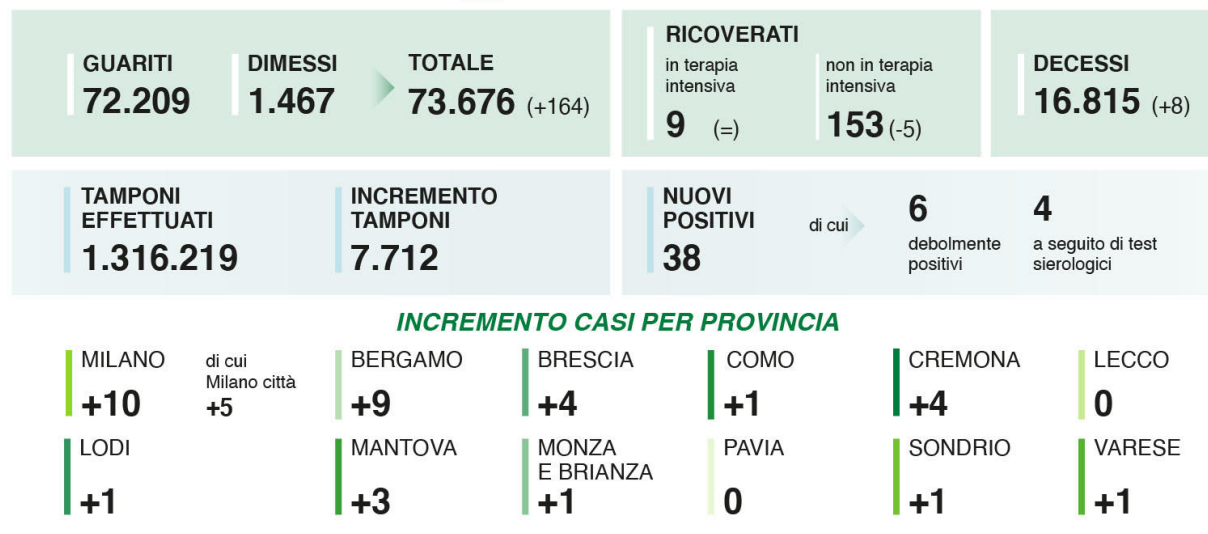 GUARITI
72.209
DIMESSI
1.467
TOTALE
73.676 (+164)
RICOVERATI
in terapia
intensiva
9 (=)
non in terapia
intensiva
153 (-5)
DECESSI
16.815 (+8)
TAMPONI
EFFETTUATI
1.316.219
INCREMENTO
TAMPONI
7.712
NUOVI
POSITIVI
38
di cui
6
debolmente
positivi
4
a seguito di test
sierologici
INCREMENTO CASI PER PROVINCIA
MILANO
+10
di cui
Milano città
+5
BERGAMO
+9
BRESCIA
+4
COMO
+1
CREMONA
+4
LECCO
0
LODI
+1
MANTOVA
+3
MONZA
E BRIANZA
+1
PAVIA
0
SONDRIO
+1
VARESE
+1